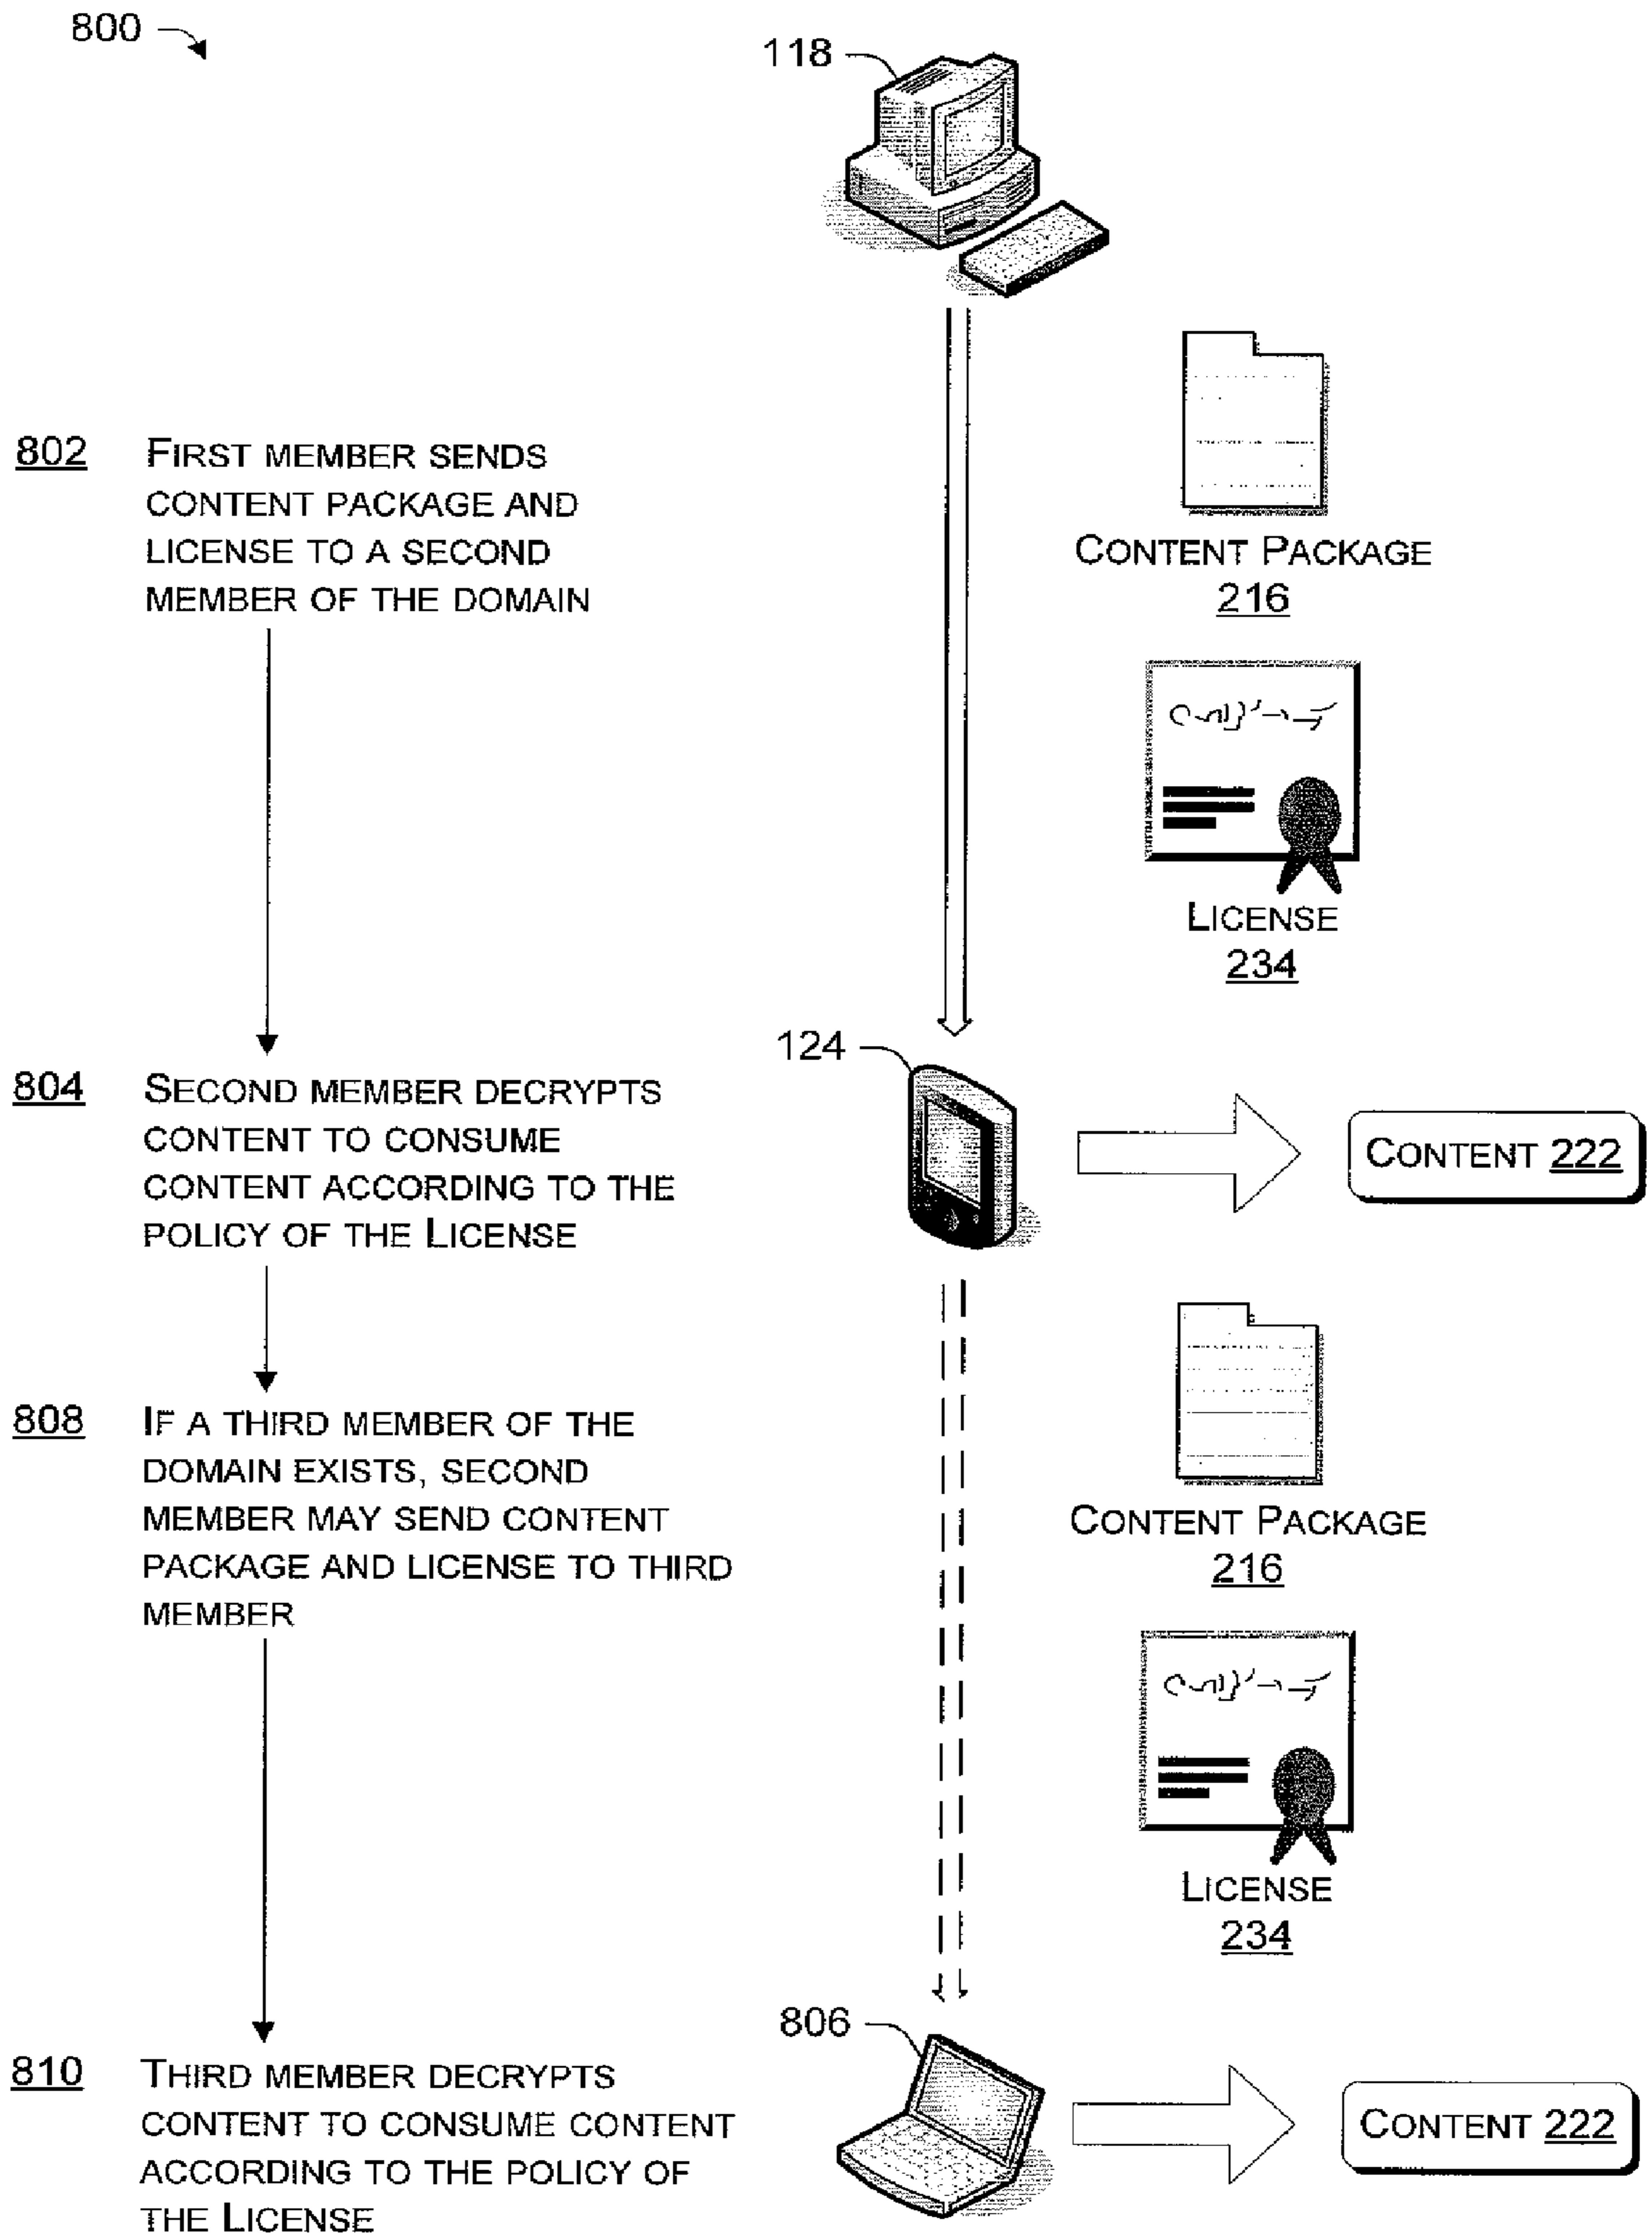 800
118
802 FIRST MEMBER SENDS
CONTENT PACKAGE AND
LICENSE TO A SECOND
MEMBER OF THE DOMAIN
CONTENT PACKAGE
216
LICENSE
234
124
804 SECOND MEMBER DECRYPTS
CONTENT TO CONSUME
CONTENT ACCORDING TO THE
POLICY OF THE LICENSE
CONTENT 222
808 IF A THIRD MEMBER OF THE
DOMAIN EXISTS, SECOND
MEMBER MAY SEND CONTENT
PACKAGE AND LICENSE TO THIRD
MEMBER
CONTENT PACKAGE
216
LICENSE
234
806
810 THIRD MEMBER DECRYPTS
CONTENT TO CONSUME CONTENT
ACCORDING TO THE POLICY OF
THE LICENSE
CONTENT 222